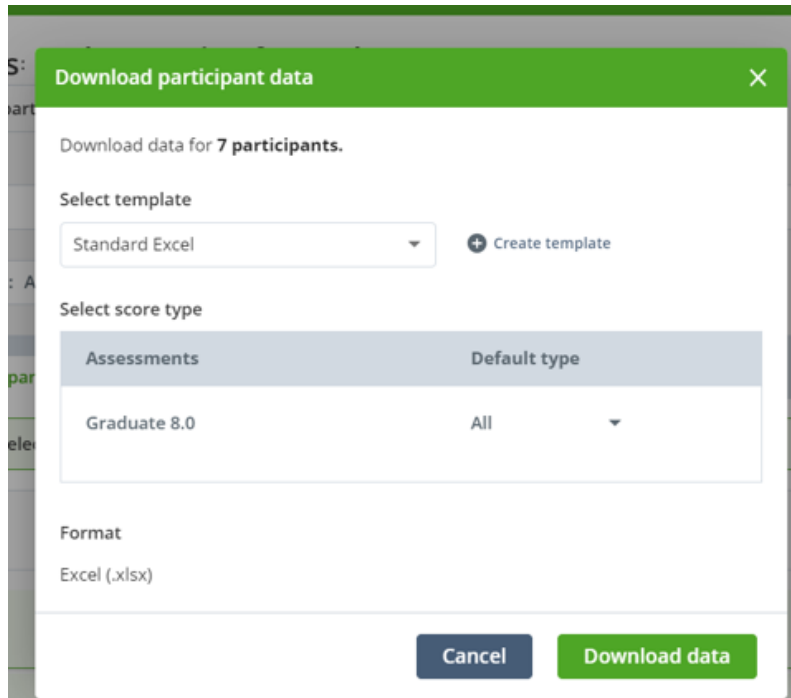 Download participant data
Download data for 7 participants.
Select template
Standard Excel
Create template
Select score type
Assessments Default type
Graduate 8.0 All
Format
Excel (.xlsx)
Cancel Download data